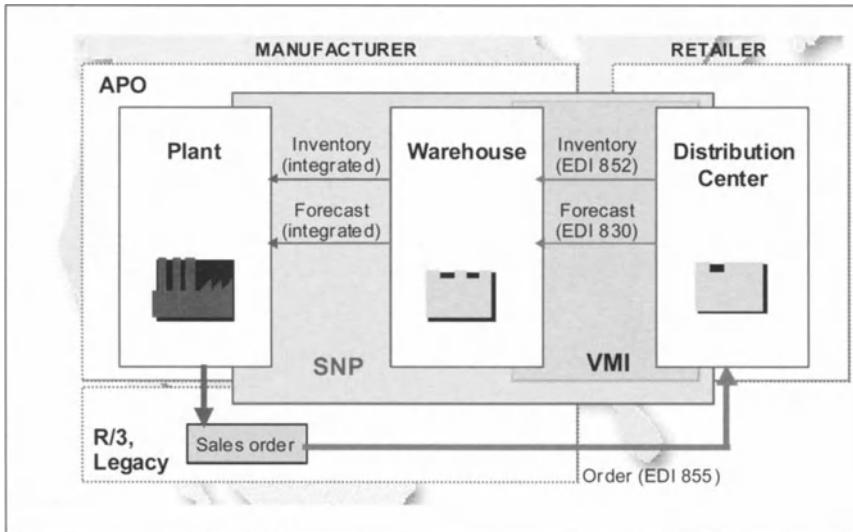 MANUFACTURER
RETAILER
APO
Plant
Inventory
(integrated)
Forecast
(integrated)
Warehouse
Inventory
(EDI 852)
Forecast
(EDI 830)
Distribution
Center
SNP
VMI
R/3,
Legacy
Sales order
Order (EDI 855)